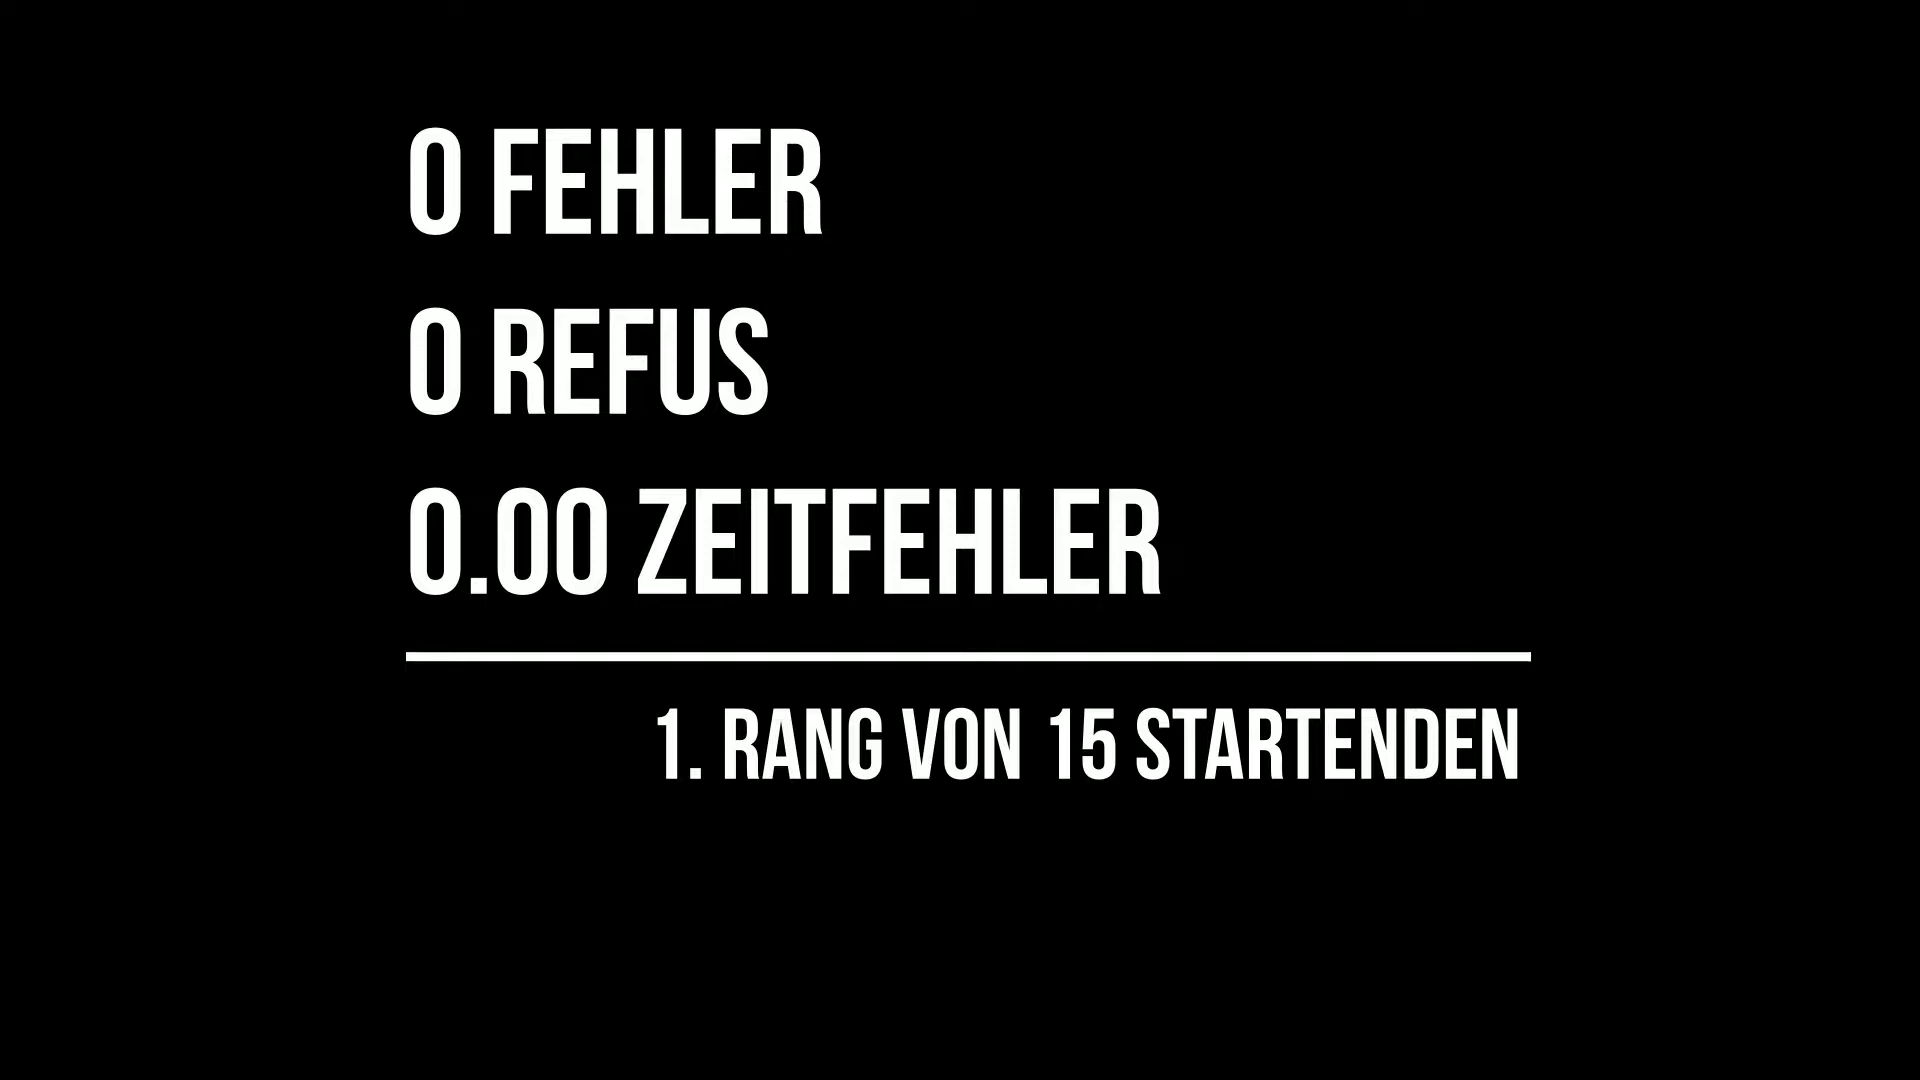 0 FEHLER
0 REFUS
0.00 ZEITFEHLER
1. RANG VON 15 STARTENDEN